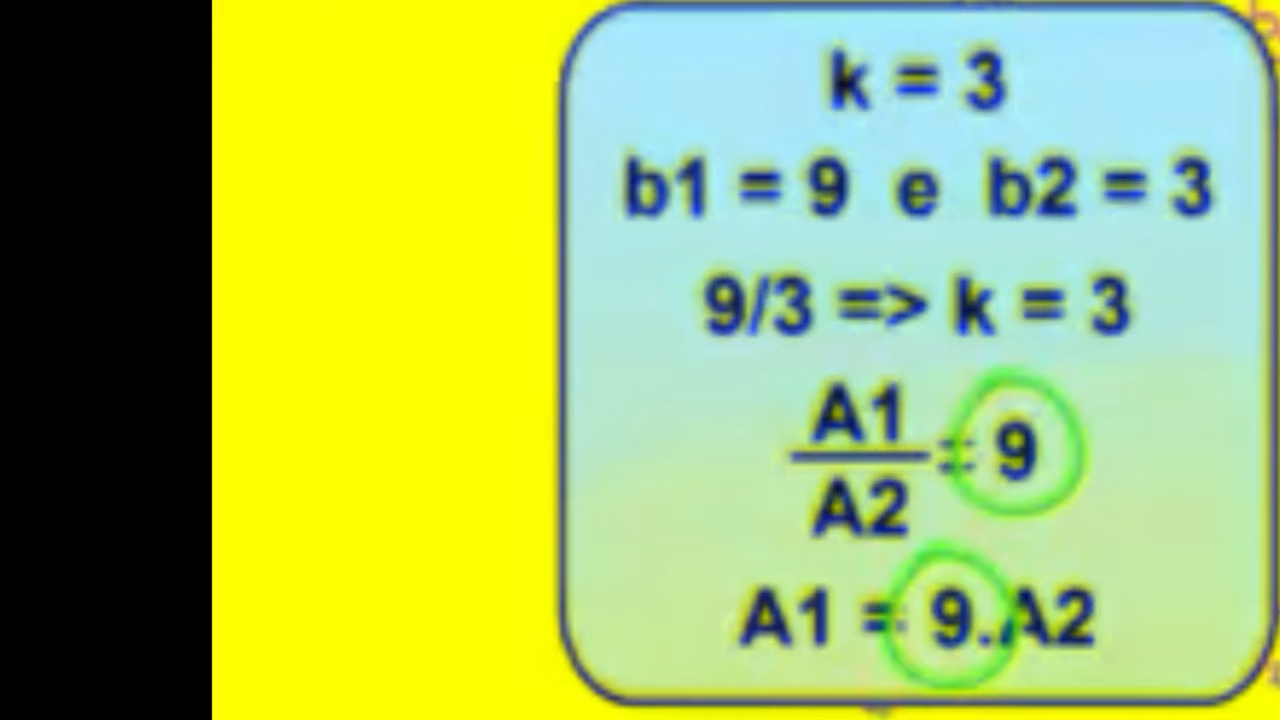 k = 3
b1 = 9 e b2 = 3
9/3 => k = 3
A1
A2
= 9
A1 = 9.A2